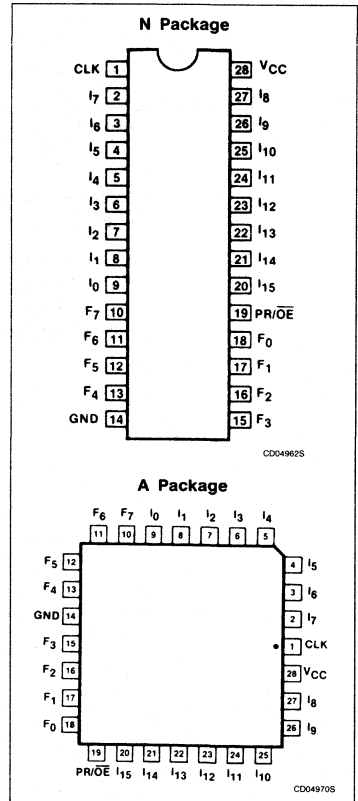 N Package
CLK 1 28 VCC
I7 2 27 I8
I6 3 26 I9
I5 4 25 I10
I4 5 24 I11
I3 6 23 I12
I2 7 22 I13
I1 8 21 I14
I0 9 20 I15
F7 10 19 PR/O̅E̅
F6 11 18 F0
F5 12 17 F1
F4 13 16 F2
GND 14 15 F3
CD04962S
A Package
F6 F7 I0 I1 I2 I3 I4
11 10 9 8 7 6 5
F5 12 4 I5
F4 13 3 I6
GND 14 2 I7
F3 15 1 CLK
F2 16 28 VCC
F1 17 27 I8
F0 18 26 I9
19 20 21 22 23 24 25
PR/O̅E̅ I15 I14 I13 I12 I11 I10
CD04970S